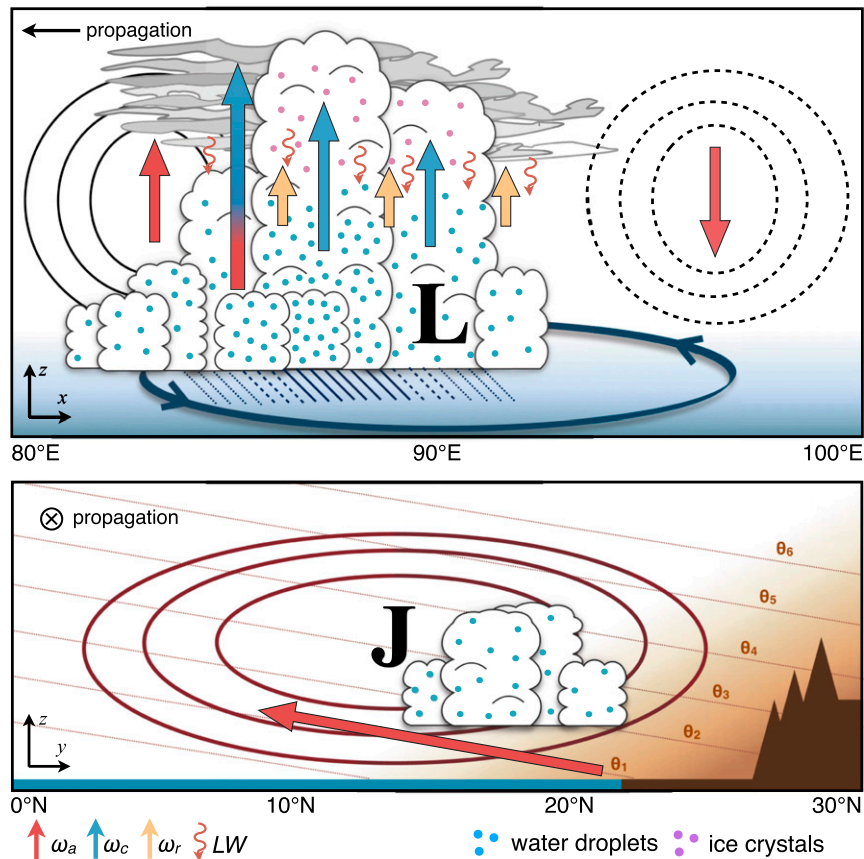 propagation
L
z
x
80°E 90°E 100°E
propagation
θ6
θ5
J
θ4
θ3
z
θ2
y
θ1
0°N 10°N 20°N 30°N
ωa ωc ωr LW water droplets ice crystals